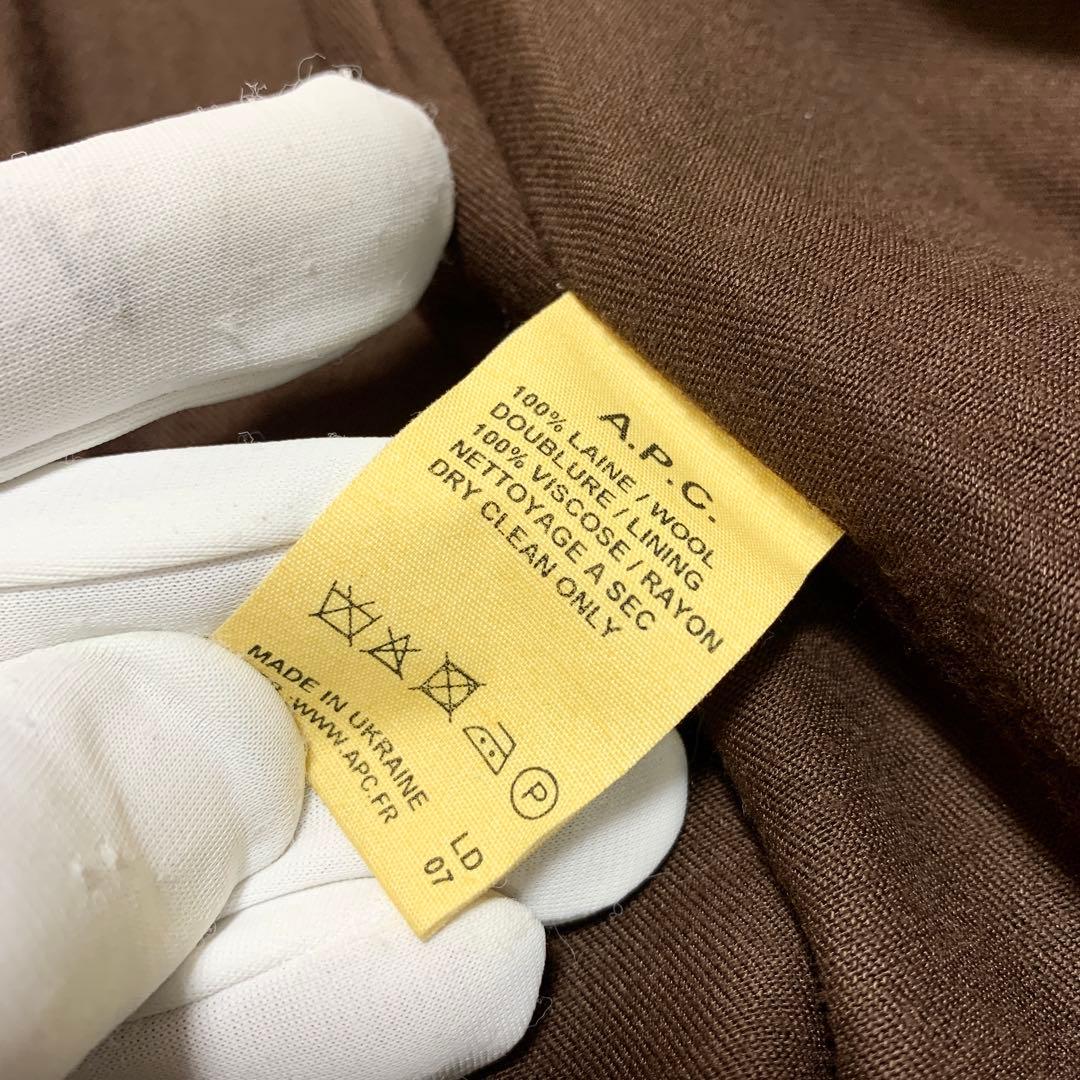 A.P.C.
100% LAINE / WOOL
DOUBLURE / LINING
100% VISCOSE / RAYON
NETTOYAGE A SEC
DRY CLEAN ONLY
P
MADE IN UKRAINE
WWW.APC.FR
LD
07